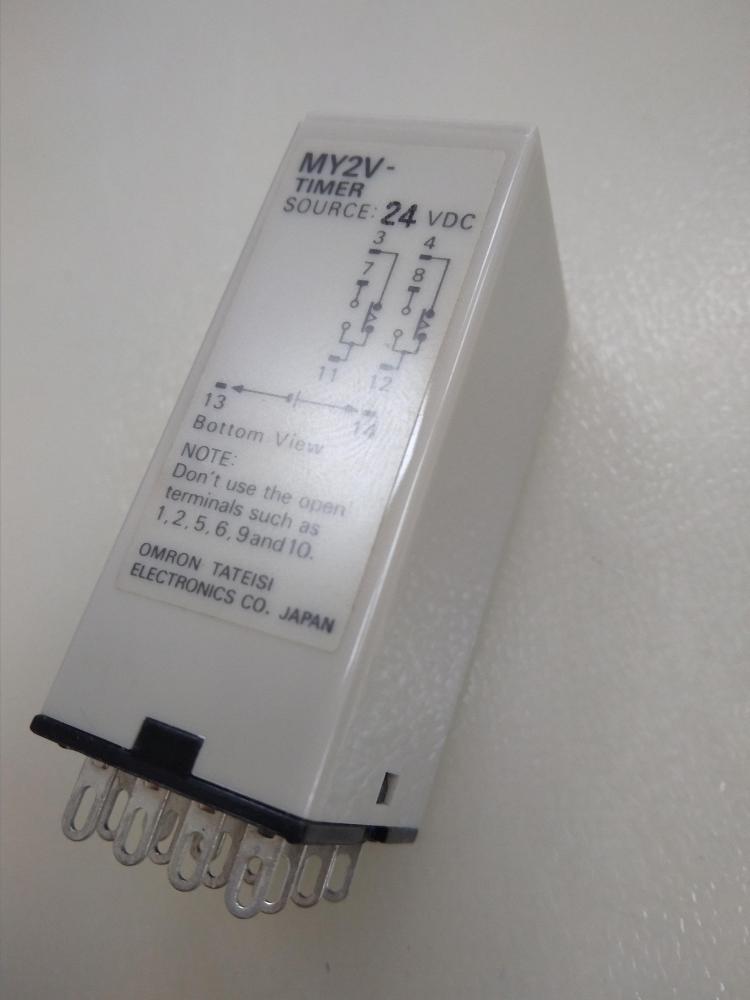 MY2V-
TIMER
SOURCE: 24 VDC
3 4
7 8
11 12
13 14
Bottom View
NOTE:
Don't use the open
terminals such as
1, 2, 5, 6, 9 and 10.
OMRON TATEISI
ELECTRONICS CO. JAPAN